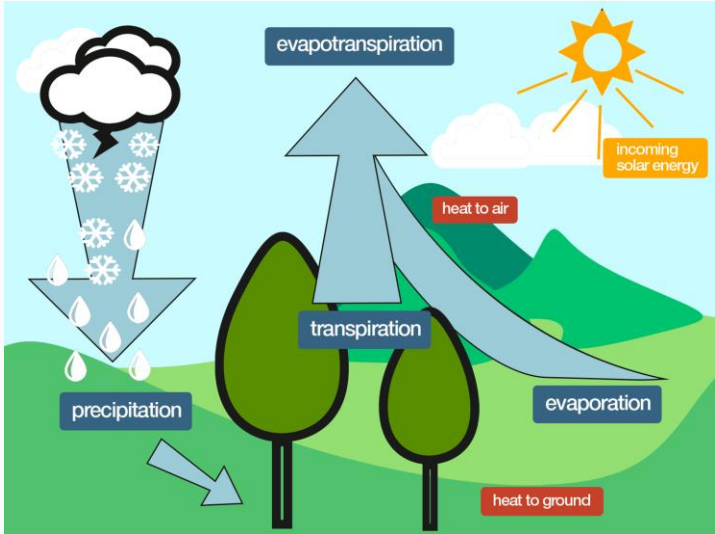 evapotranspiration
incoming
solar energy
heat to air
transpiration
precipitation
evaporation
heat to ground